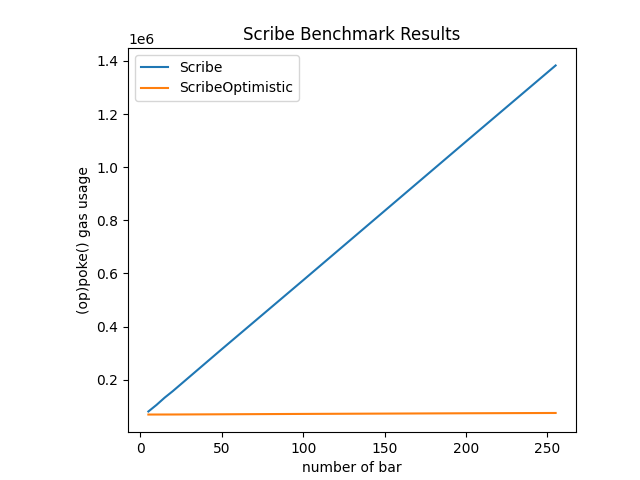 Scribe Benchmark Results
1e6
Scribe
ScribeOptimistic
1.4
1.2
1.0
0.8
0.6
0.4
0.2
(op)poke() gas usage
0 50 100 150 200 250
number of bar